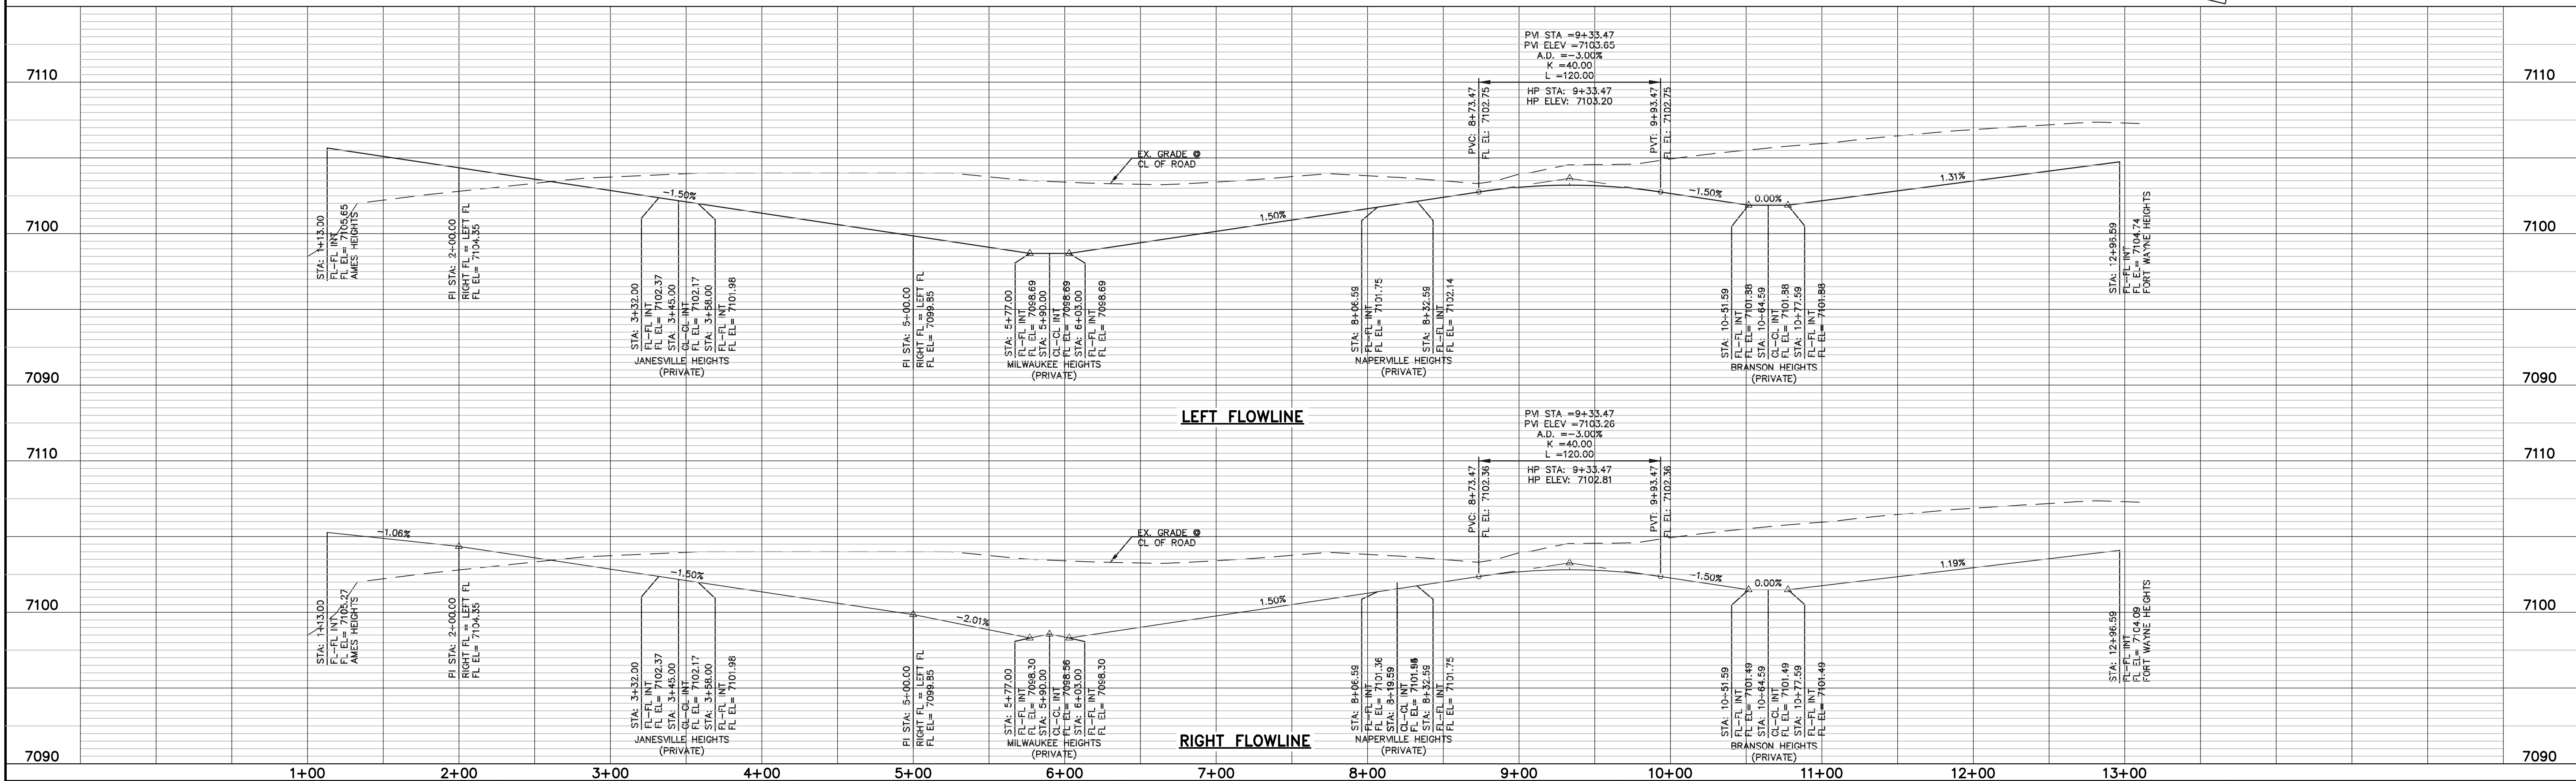 PVI STA =9+33.47
PVI ELEV =7103.65
A.D. =-3.00%
K =40.00
L =120.00
HP STA: 9+33.47
HP ELEV: 7103.20
7110
7110
PVC: 8+73.47
FL EL: 7102.75
PVT: 9+93.47
FL EL: 7102.75
EX. GRADE @
CL OF ROAD
-1.50%
1.50%
-1.50%
0.00%
1.31%
7100
7100
STA: 1+13.00
FL-FL INT
FL EL= 7105.65
AMES HEIGHTS
PI STA: 2+00.00
RIGHT FL = LEFT FL
FL EL= 7104.35
STA: 3+32.00
FL-FL INT
FL EL= 7102.37
STA: 3+45.00
CL-CL INT
FL EL= 7102.17
STA: 3+58.00
FL-FL INT
FL EL= 7101.98
JANESVILLE HEIGHTS
(PRIVATE)
PI STA: 5+00.00
RIGHT FL = LEFT FL
FL EL= 7099.85
STA: 5+77.00
FL-FL INT
FL EL= 7098.69
STA: 5+90.00
CL-CL INT
FL EL= 7098.69
STA: 6+03.00
FL-FL INT
FL EL= 7098.69
MILWAUKEE HEIGHTS
(PRIVATE)
STA: 8+06.59
FL-FL INT
FL EL= 7101.75
STA: 8+32.59
FL-FL INT
FL EL= 7102.14
NAPERVILLE HEIGHTS
(PRIVATE)
STA: 10+51.59
FL-FL INT
FL EL= 7101.88
STA: 10+64.59
CL-CL INT
FL EL= 7101.88
STA: 10+77.59
FL-FL INT
FL EL= 7101.88
BRANSON HEIGHTS
(PRIVATE)
STA: 12+96.59
FL-FL INT
FL EL= 7104.74
FORT WAYNE HEIGHTS
7090
7090
LEFT FLOWLINE
PVI STA =9+33.47
PVI ELEV =7103.26
A.D. =-3.00%
K =40.00
L =120.00
HP STA: 9+33.47
HP ELEV: 7102.81
7110
7110
PVC: 8+73.47
FL EL: 7102.36
PVT: 9+93.47
FL EL: 7102.36
EX. GRADE @
CL OF ROAD
-1.06%
-1.50%
-2.01%
1.50%
-1.50%
0.00%
1.19%
7100
7100
STA: 1+13.00
FL-FL INT
FL EL= 7105.27
AMES HEIGHTS
PI STA: 2+00.00
RIGHT FL = LEFT FL
FL EL= 7104.35
STA: 3+32.00
FL-FL INT
FL EL= 7102.37
STA: 3+45.00
CL-CL INT
FL EL= 7102.17
STA: 3+58.00
FL-FL INT
FL EL= 7101.98
JANESVILLE HEIGHTS
(PRIVATE)
PI STA: 5+00.00
RIGHT FL = LEFT FL
FL EL= 7099.85
STA: 5+77.00
FL-FL INT
FL EL= 7098.30
STA: 5+90.00
CL-CL INT
FL EL= 7098.56
STA: 6+03.00
FL-FL INT
FL EL= 7098.30
MILWAUKEE HEIGHTS
(PRIVATE)
STA: 8+06.59
FL-FL INT
FL EL= 7101.36
STA: 8+19.59
CL-CL INT
FL EL=
STA: 8+32.59
FL-FL INT
FL EL= 7101.75
NAPERVILLE HEIGHTS
(PRIVATE)
STA: 10+51.59
FL-FL INT
FL EL= 7101.49
STA: 10+64.59
CL-CL INT
FL EL= 7101.49
STA: 10+77.59
FL-FL INT
FL EL= 7101.49
BRANSON HEIGHTS
(PRIVATE)
STA: 12+96.59
FL-FL INT
FL EL= 7104.09
FORT WAYNE HEIGHTS
RIGHT FLOWLINE
7090
7090
1+00 2+00 3+00 4+00 5+00 6+00 7+00 8+00 9+00 10+00 11+00 12+00 13+00